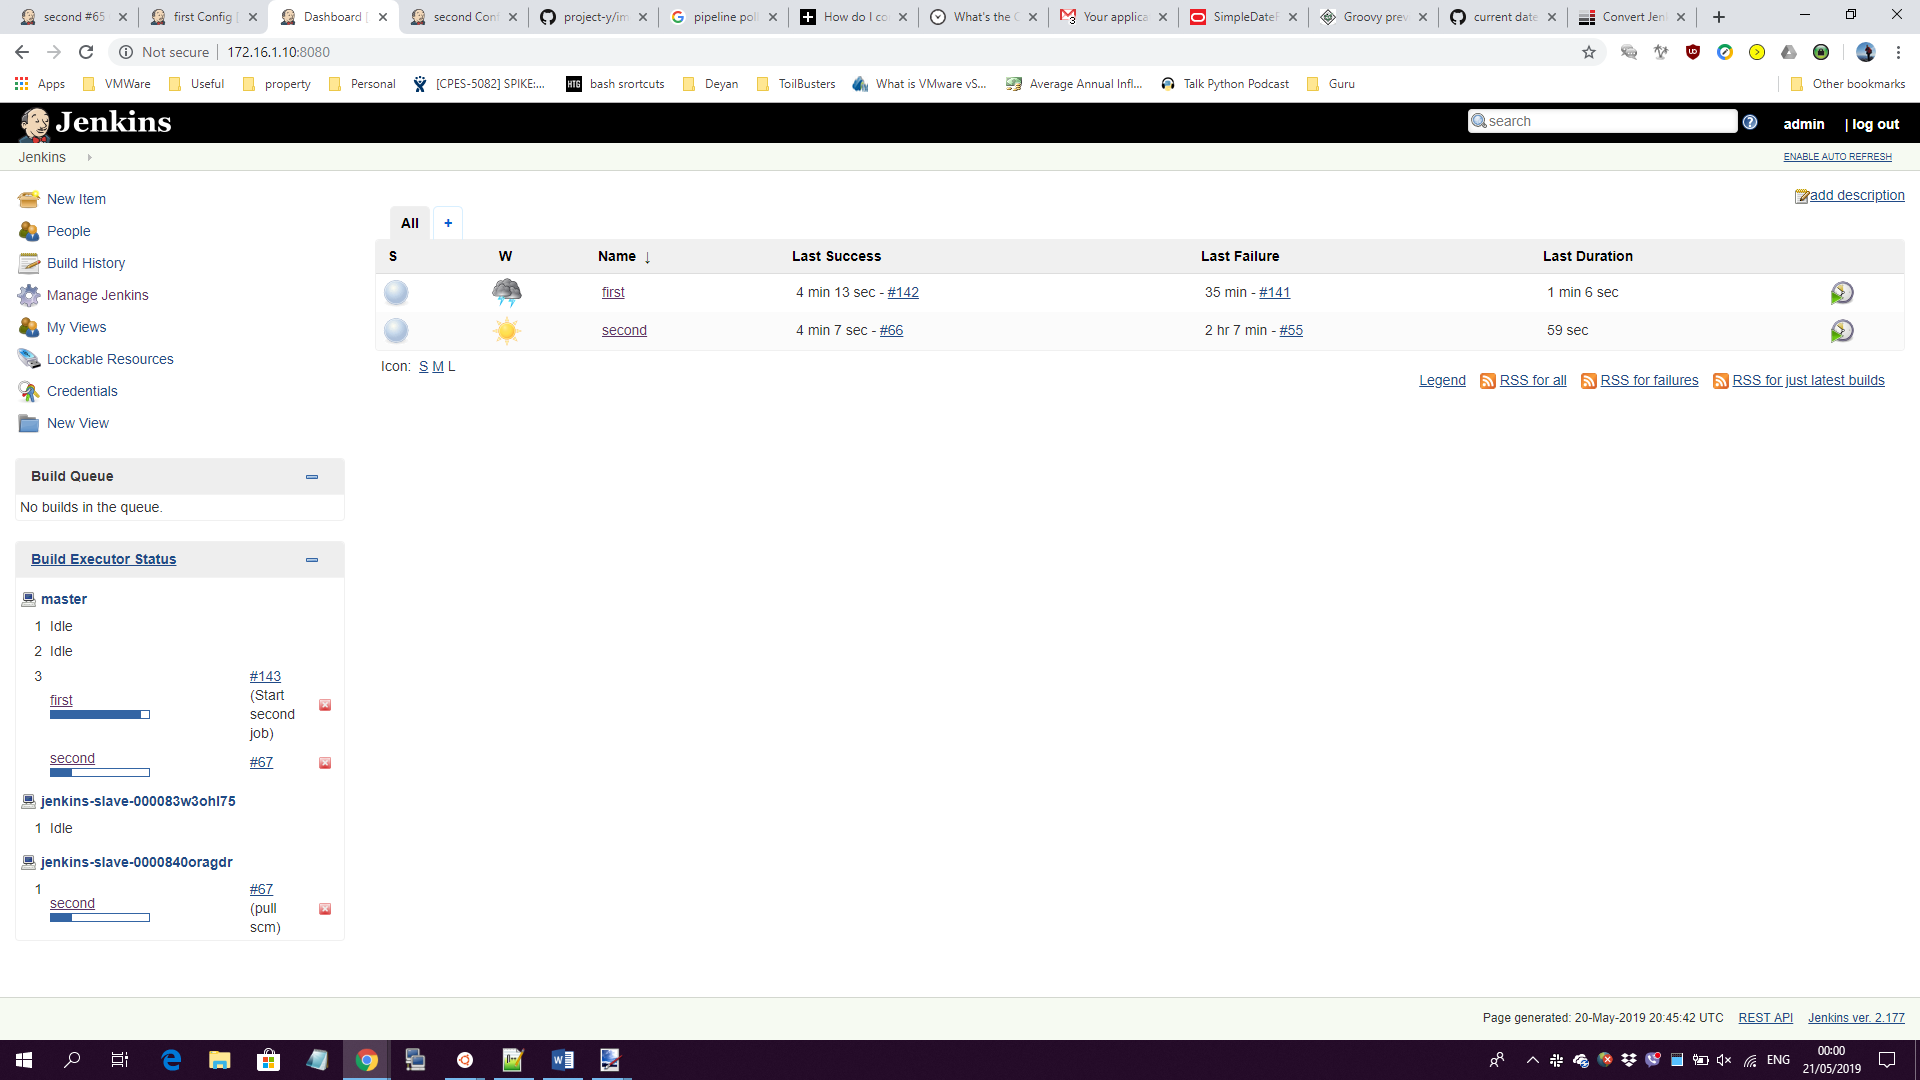 second #65
first Config [
Dashboard [
second Conf
project-y/im
pipeline poll
How do I co
What's the C
Your applica
SimpleDateF
Groovy prev
current date
Convert Jenk
Not secure
172.16.1.10:8080
Apps
VMWare
Useful
property
Personal
[CPES-5082] SPIKE:...
HTG
bash srortcuts
Deyan
ToilBusters
What is VMware vS...
Average Annual Infl...
Talk Python Podcast
Guru
Other bookmarks
Jenkins
search
admin
| log out
Jenkins
ENABLE AUTO REFRESH
New Item
People
Build History
Manage Jenkins
My Views
Lockable Resources
Credentials
New View
add description
All
+
S W Name ↓ Last Success Last Failure Last Duration
first 4 min 13 sec - #142 35 min - #141 1 min 6 sec
second 4 min 7 sec - #66 2 hr 7 min - #55 59 sec
Icon: S M L
Legend RSS for all RSS for failures RSS for just latest builds
Build Queue
No builds in the queue.
Build Executor Status
master
1 Idle
2 Idle
3
first
#143
(Start
second
job)
second
#67
jenkins-slave-000083w3ohl75
1 Idle
jenkins-slave-0000840oragdr
1
second
#67
(pull
scm)
Page generated: 20-May-2019 20:45:42 UTC REST API Jenkins ver. 2.177
ENG
00:00
21/05/2019